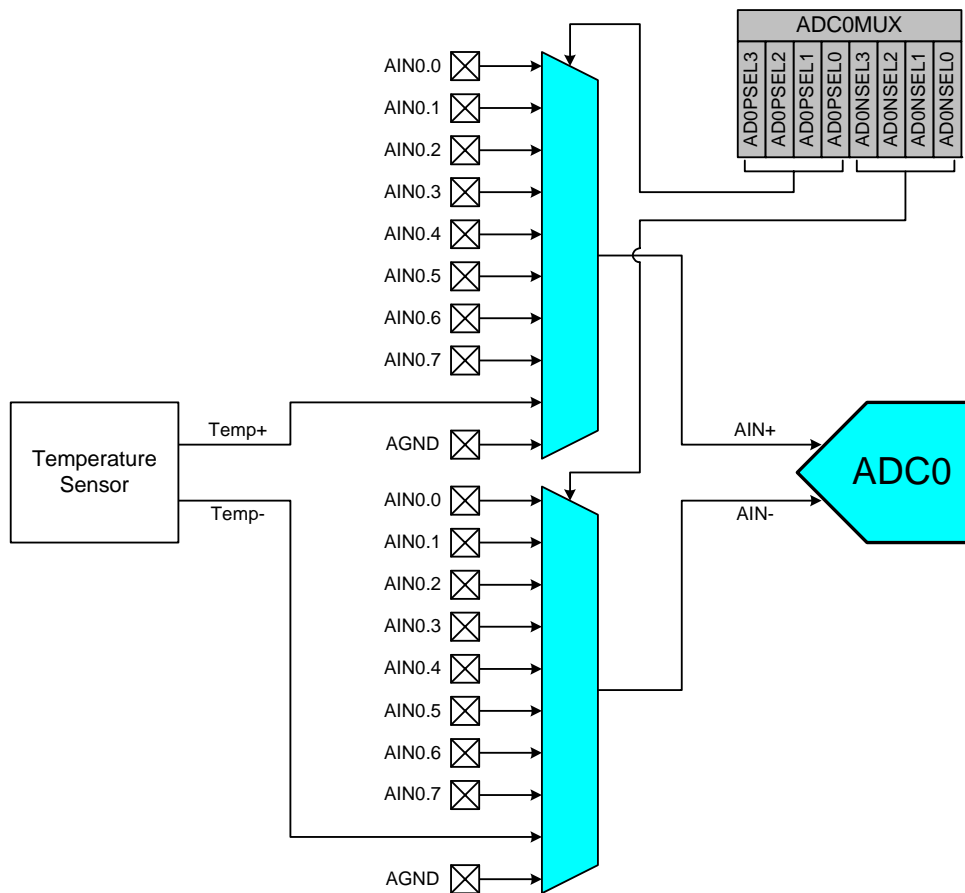 ADC0MUX
AD0PSEL3
AD0PSEL2
AD0PSEL1
AD0PSEL0
AD0NSEL3
AD0NSEL2
AD0NSEL1
AD0NSEL0
AIN0.0
AIN0.1
AIN0.2
AIN0.3
AIN0.4
AIN0.5
AIN0.6
AIN0.7
AGND
Temperature
Sensor
Temp+
Temp-
AIN0.0
AIN0.1
AIN0.2
AIN0.3
AIN0.4
AIN0.5
AIN0.6
AIN0.7
AGND
AIN+
AIN-
ADC0